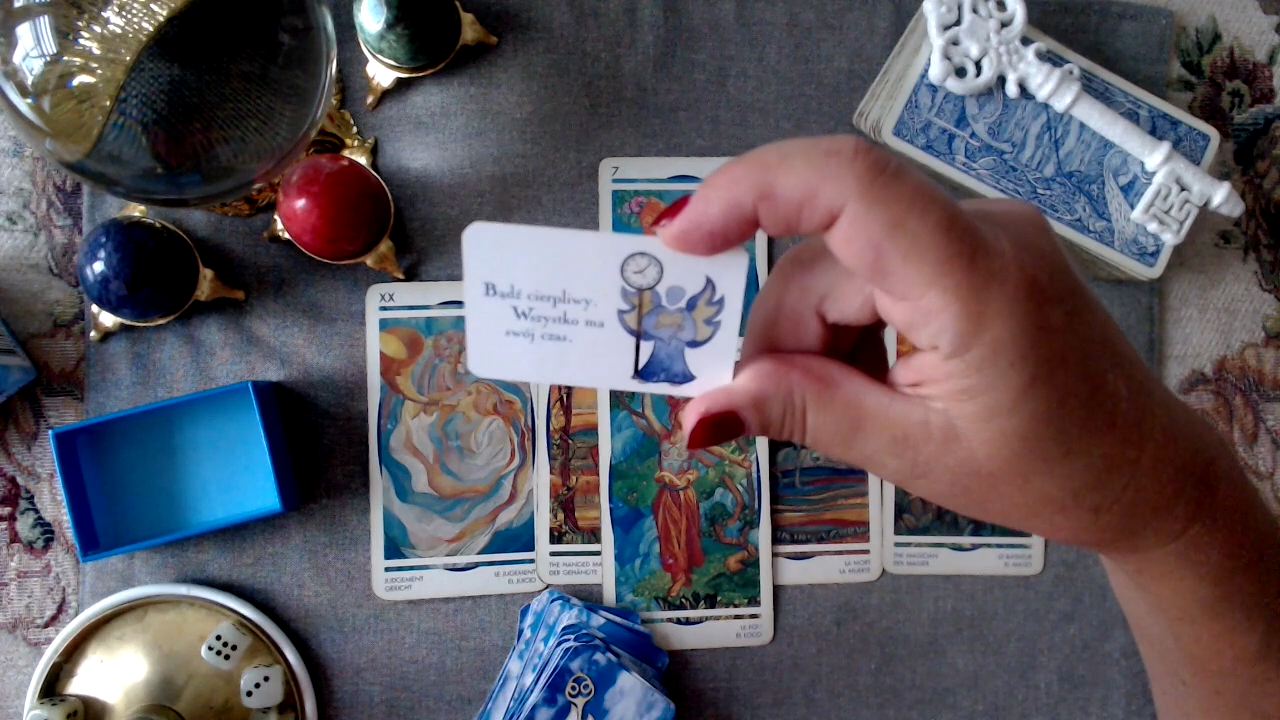 7
Bądź cierpliwy.
Wszystko ma
swój czas.
XX
JUDGEMENT
GERICHT
LE JUGEMENT
EL JUICIO
THE HANGED MA
DER GEHÄNGTE
LA MORT
LA MUERTE
THE MAGICIAN
DER MAGIER
LE BATELEUR
EL MAGO
LE FOU
EL LOCO